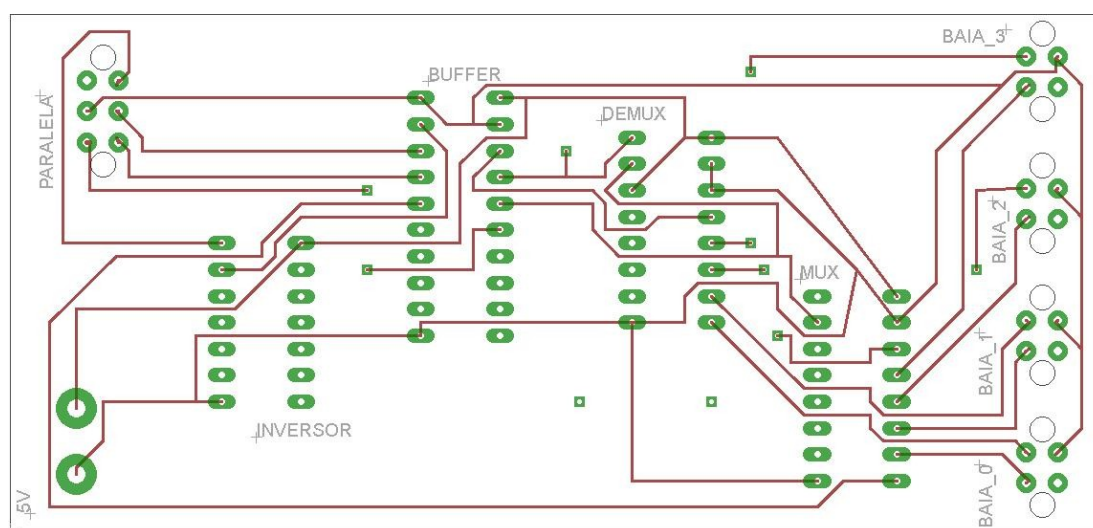 BAIA_3
BUFFER
PARALELA
DEMUX
BAIA_2
MUX
BAIA_1
INVERSOR
BAIA_0
5V